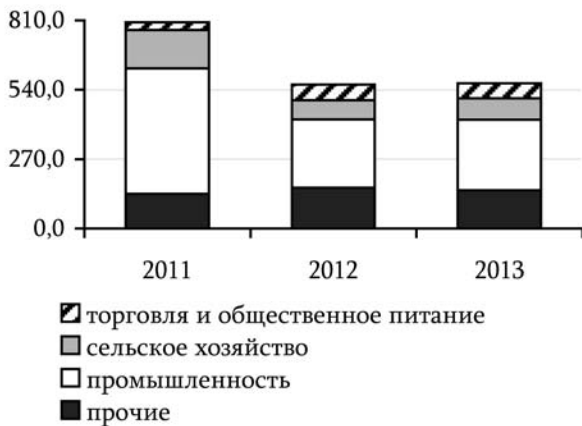 810,0
540,0
270,0
0,0
2011 2012 2013
торговля и общественное питание
сельское хозяйство
промышленность
прочие